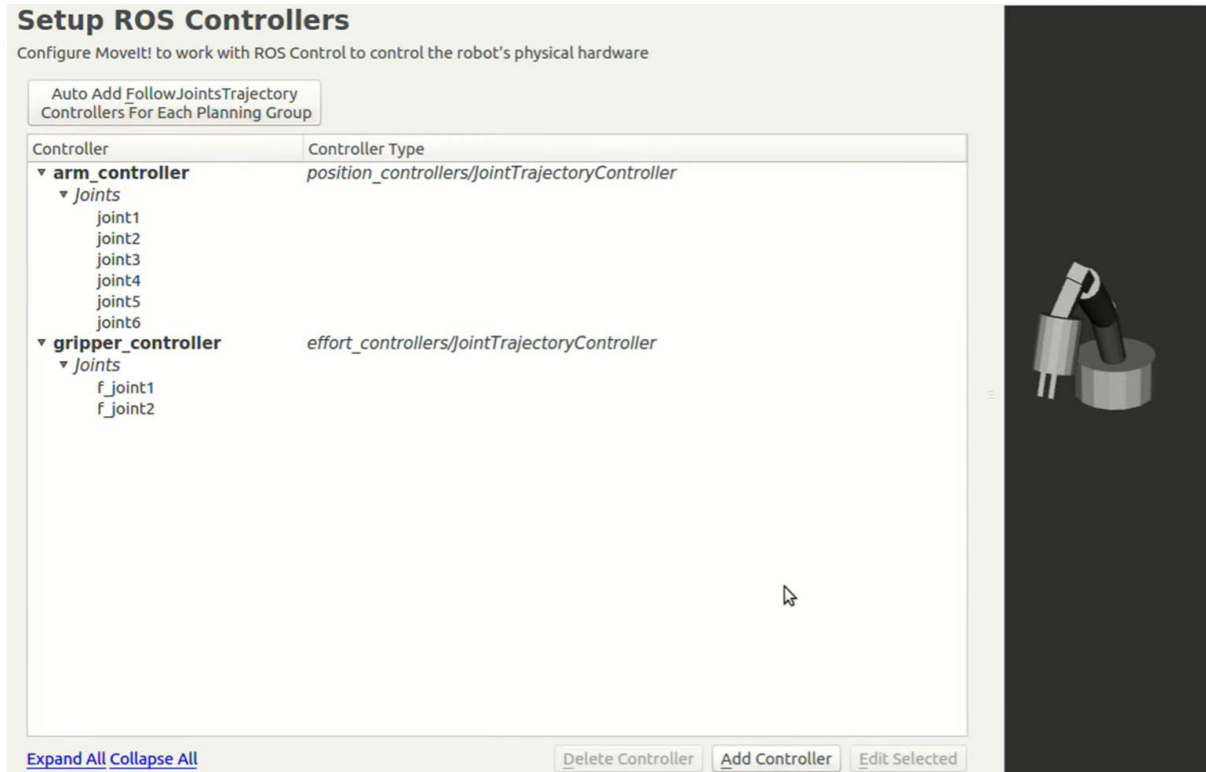 Setup ROS Controllers
Configure MoveIt! to work with ROS Control to control the robot's physical hardware
Auto Add FollowJointsTrajectory
Controllers For Each Planning Group
Controller Controller Type
arm_controller position_controllers/JointTrajectoryController
Joints
joint1
joint2
joint3
joint4
joint5
joint6
gripper_controller effort_controllers/JointTrajectoryController
Joints
f_joint1
f_joint2
Expand All Collapse All Delete Controller Add Controller Edit Selected